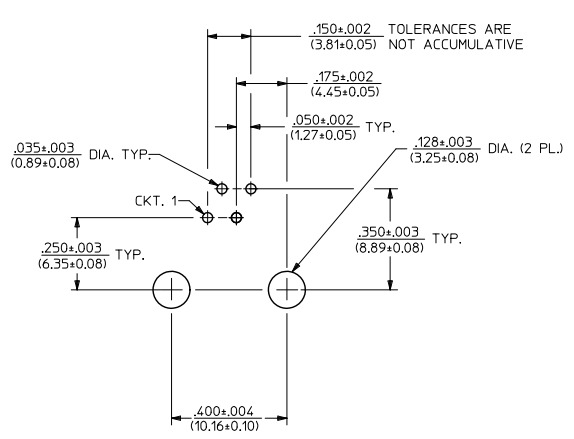 .150±.002 TOLERANCES ARE
(3.81±0.05) NOT ACCUMULATIVE
.175±.002
(4.45±0.05)
.050±.002 TYP.
(1.27±0.05)
.035±.003 DIA. TYP.
(0.89±0.08)
.128±.003 DIA. (2 PL.)
(3.25±0.08)
CKT. 1
.250±.003 TYP.
(6.35±0.08)
.350±.003 TYP.
(8.89±0.08)
.400±.004
(10.16±0.10)